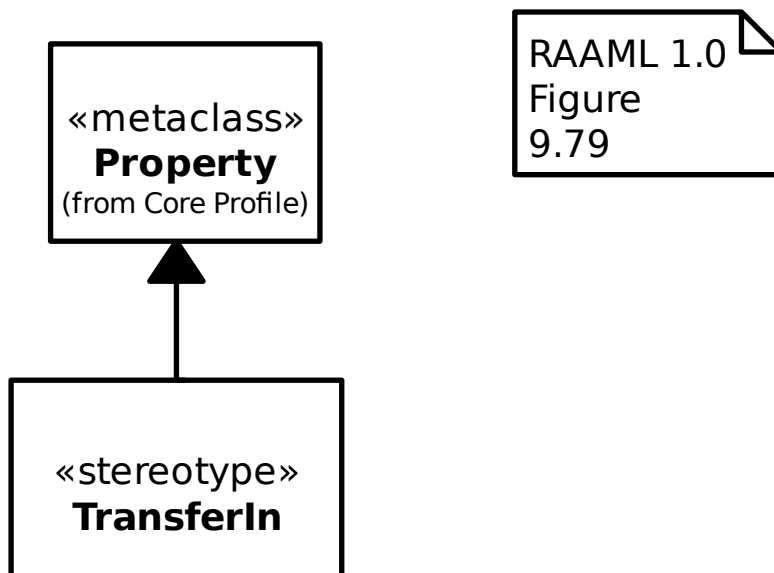 «metaclass»
Property
(from Core Profile)
RAAML 1.0
Figure
9.79
«stereotype»
TransferIn